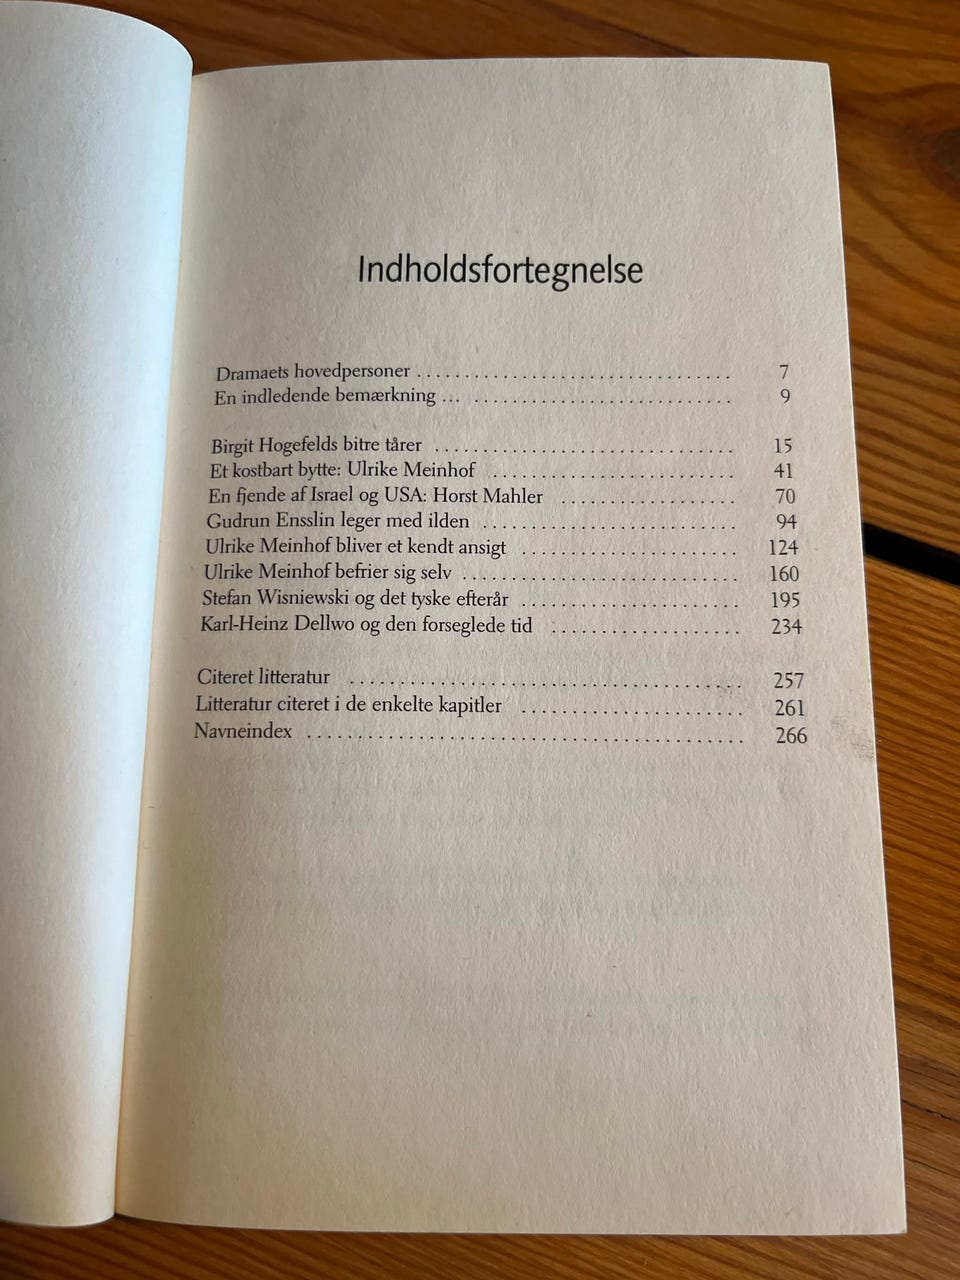 Indholdsfortegnelse
Dramaets hovedpersoner . . . . . . . . . . . . . . . . . . . . . . . . . . . . . . . . 7
En indledende bemærkning ... . . . . . . . . . . . . . . . . . . . . . . . . . . . 9
Birgit Hogefelds bitre tårer . . . . . . . . . . . . . . . . . . . . . . . . . . . . . . 15
Et kostbart bytte: Ulrike Meinhof . . . . . . . . . . . . . . . . . . . . . . . . 41
En fjende af Israel og USA: Horst Mahler . . . . . . . . . . . . . . . . . 70
Gudrun Ensslin leger med ilden . . . . . . . . . . . . . . . . . . . . . . . . . 94
Ulrike Meinhof bliver et kendt ansigt . . . . . . . . . . . . . . . . . . . . . 124
Ulrike Meinhof befrier sig selv . . . . . . . . . . . . . . . . . . . . . . . . . . . 160
Stefan Wisniewski og det tyske efterår . . . . . . . . . . . . . . . . . . . . . 195
Karl-Heinz Dellwo og den forseglede tid . . . . . . . . . . . . . . . . . . 234
Citeret litteratur . . . . . . . . . . . . . . . . . . . . . . . . . . . . . . . . . . . . . . 257
Litteratur citeret i de enkelte kapitler . . . . . . . . . . . . . . . . . . . . . 261
Navneindex . . . . . . . . . . . . . . . . . . . . . . . . . . . . . . . . . . . . . . . . . . 266